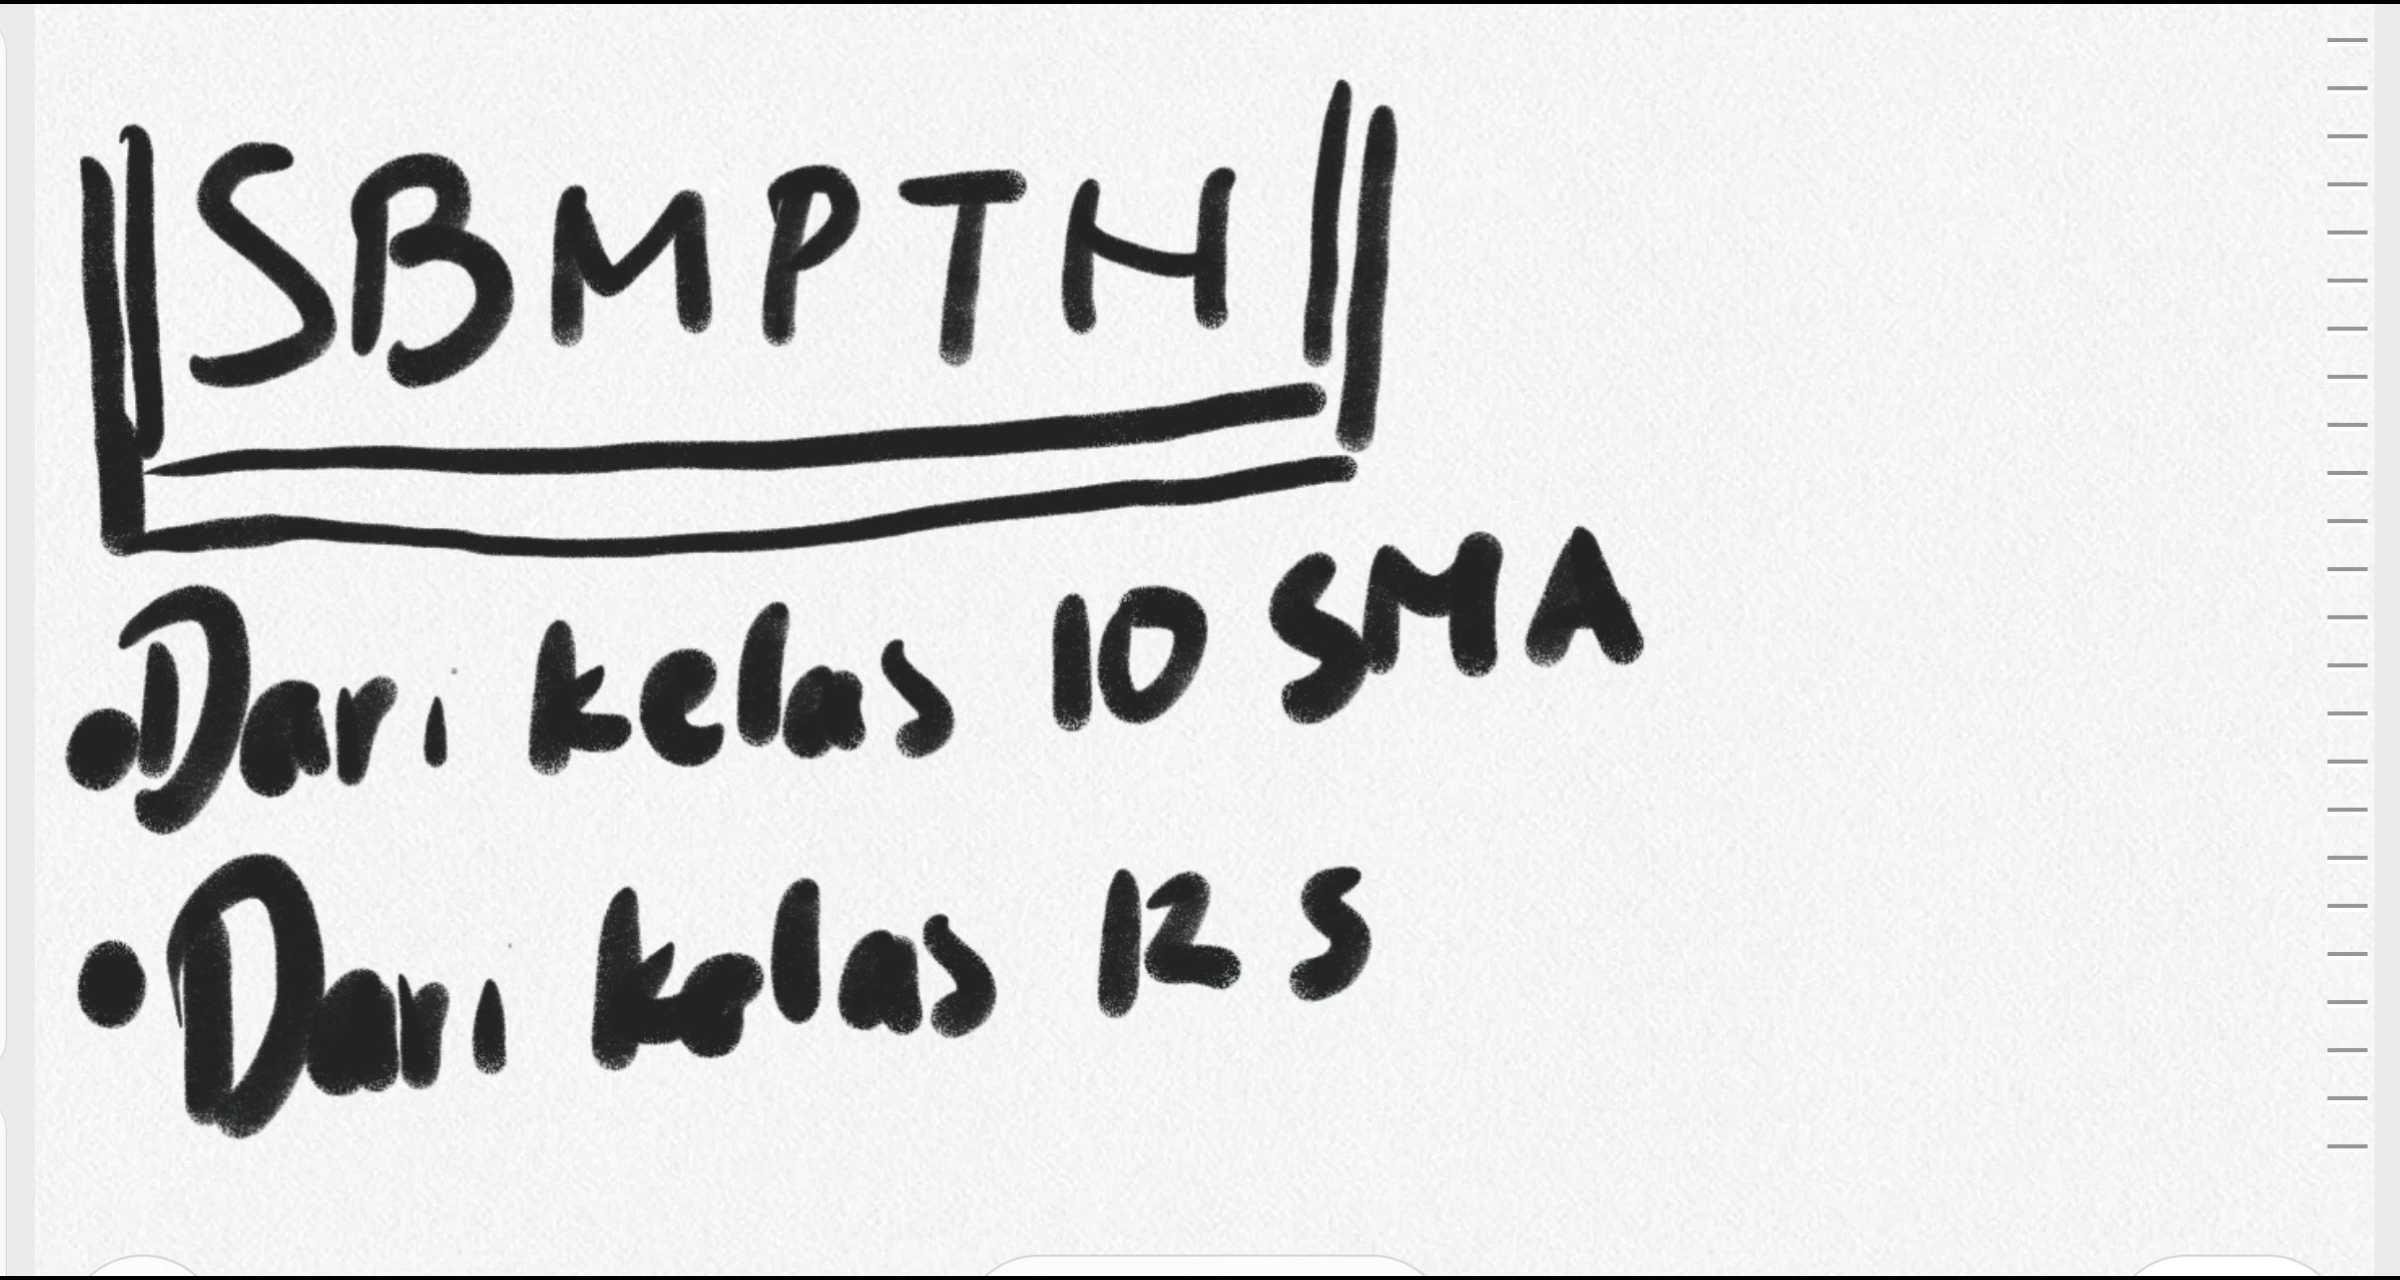 SBMPTN
• Dari kelas 10 SMA
• Dari kelas 12 S